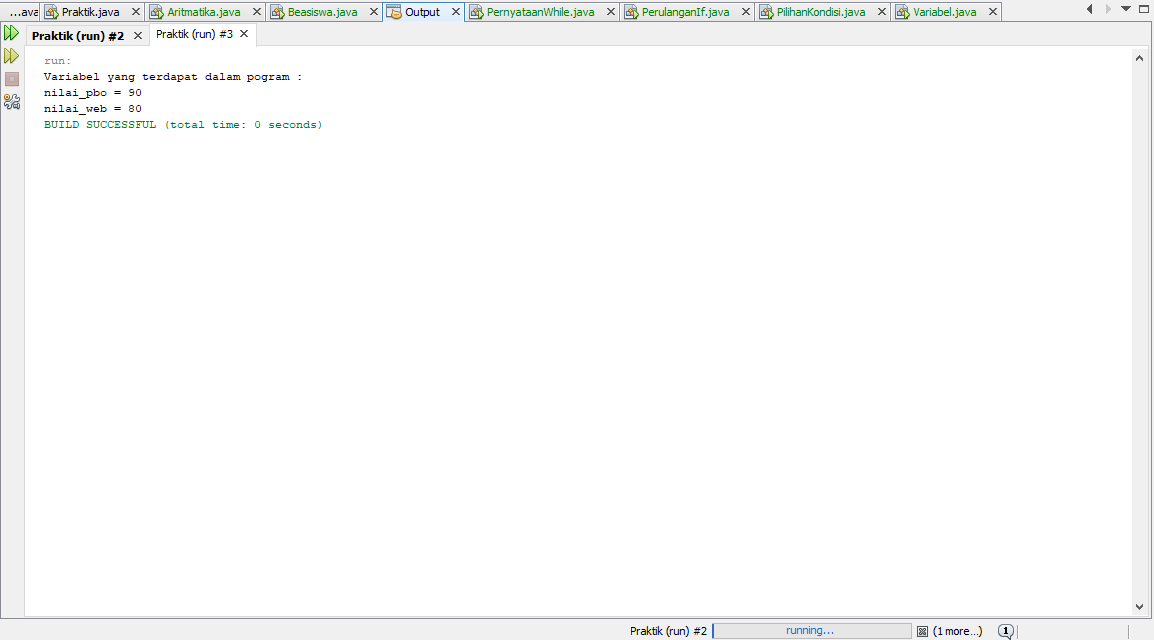 ...ava Praktik.java Aritmatika.java Beasiswa.java Output PernyataanWhile.java PerulanganIf.java PilihanKondisi.java Variabel.java
Praktik (run) #2 Praktik (run) #3
run:
Variabel yang terdapat dalam pogram :
nilai_pbo = 90
nilai_web = 80
BUILD SUCCESSFUL (total time: 0 seconds)
Praktik (run) #2 running... (1 more...) 1